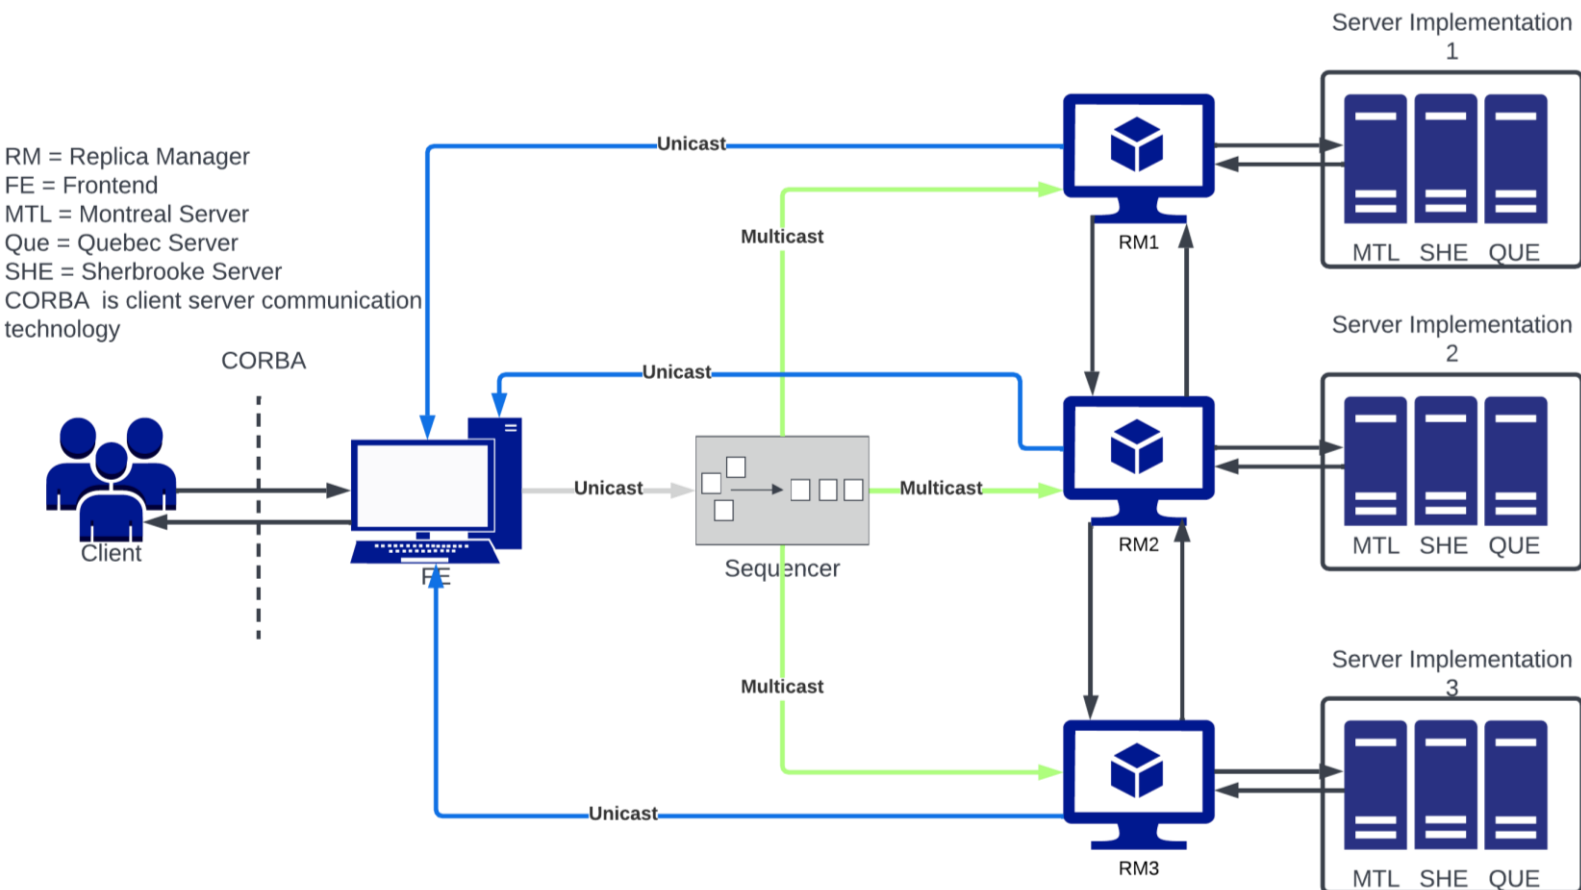 Server Implementation
1
Unicast
RM = Replica Manager
FE = Frontend
MTL = Montreal Server
Que = Quebec Server
SHE = Sherbrooke Server
CORBA  is client server communication
technology
Multicast
RM1
MTL SHE QUE
Server Implementation
2
CORBA
Unicast
Unicast
Multicast
Client
FE
Sequencer
RM2
MTL SHE QUE
Server Implementation
3
Multicast
Unicast
RM3
MTL SHE QUE